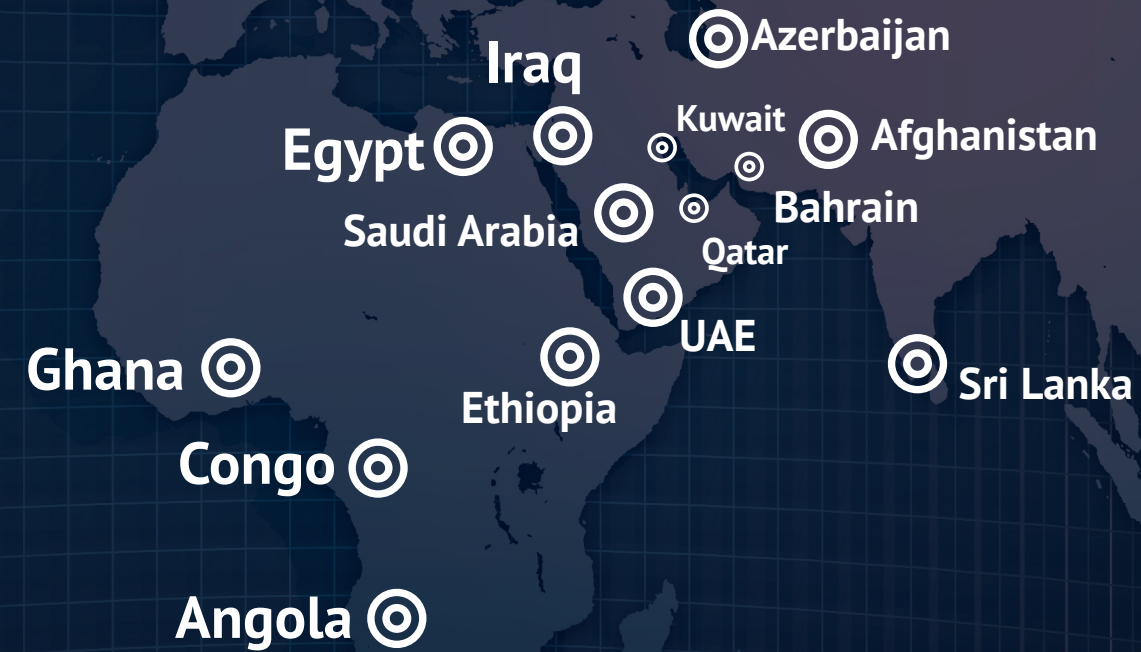 Azerbaijan
Iraq
Kuwait
Egypt
Afghanistan
Bahrain
Saudi Arabia
Qatar
UAE
Ghana
Sri Lanka
Ethiopia
Congo
Angola